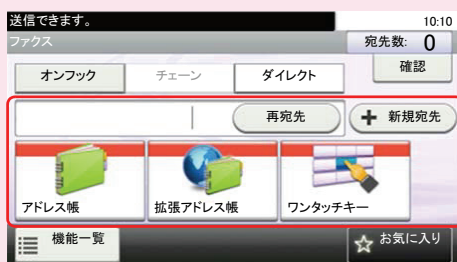 送信できます。
10:10
ファクス
宛先数: 0
オンフック
チェーン
ダイレクト
確認
再宛先
新規宛先
アドレス帳
拡張アドレス帳
ワンタッチキー
機能一覧
お気に入り